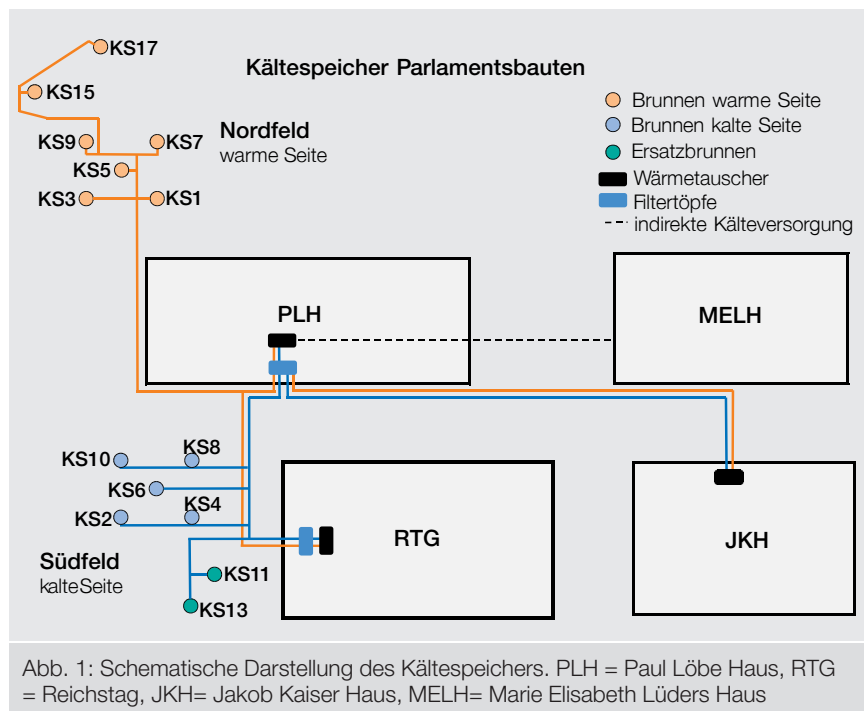 KS17
Kältespeicher Parlamentsbauten
KS15
Brunnen warme Seite
Brunnen kalte Seite
Ersatzbrunnen
Wärmetauscher
Filtertöpfe
indirekte Kälteversorgung
KS9
KS7
Nordfeld
warme Seite
KS5
KS3
KS1
PLH
MELH
KS10
KS8
KS6
KS2
KS4
RTG
JKH
Südfeld
kalteSeite
KS11
KS13
Abb. 1: Schematische Darstellung des Kältespeichers. PLH = Paul Löbe Haus, RTG
= Reichstag, JKH= Jakob Kaiser Haus, MELH= Marie Elisabeth Lüders Haus